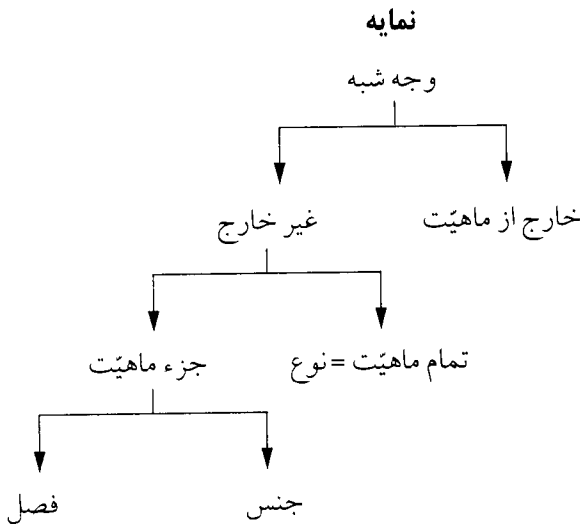 نمایه
وجه شبه
خارج از ماهیّت غیر خارج
تمام ماهیّت = نوع جزء ماهیّت
جنس فصل